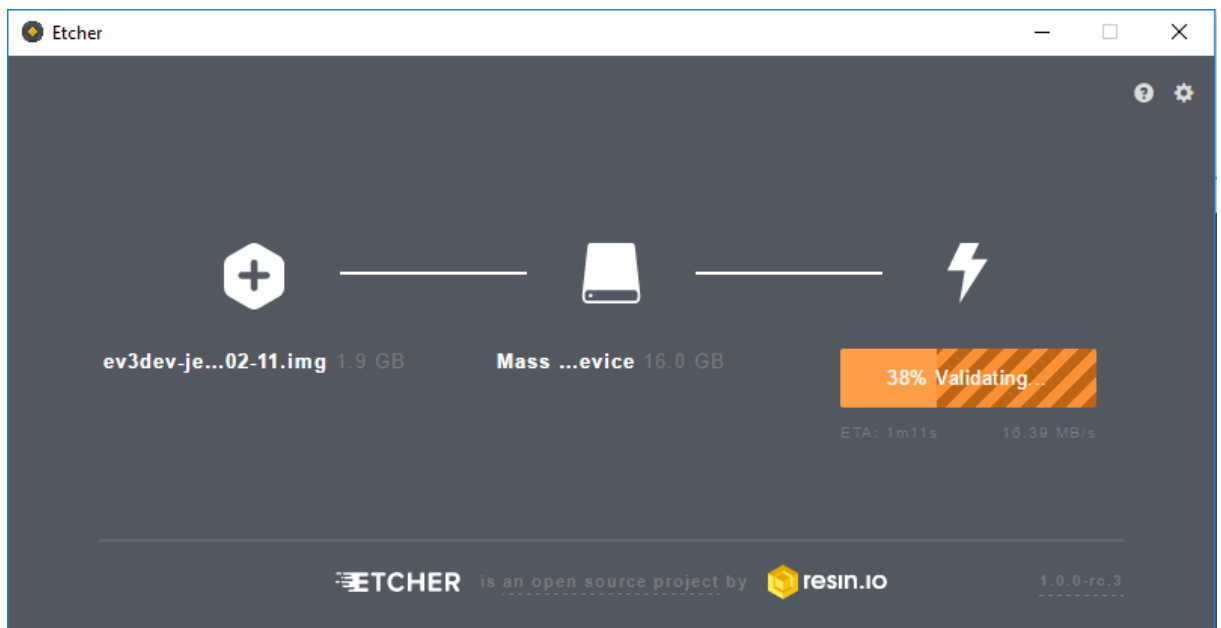 Etcher
ev3dev-je...02-11.img 1.9 GB
Mass ...evice 16.0 GB
38% Validating...
ETA: 1m11s 16.39 MB/s
ETCHER is an open source project by resin.io 1.0.0-rc.3